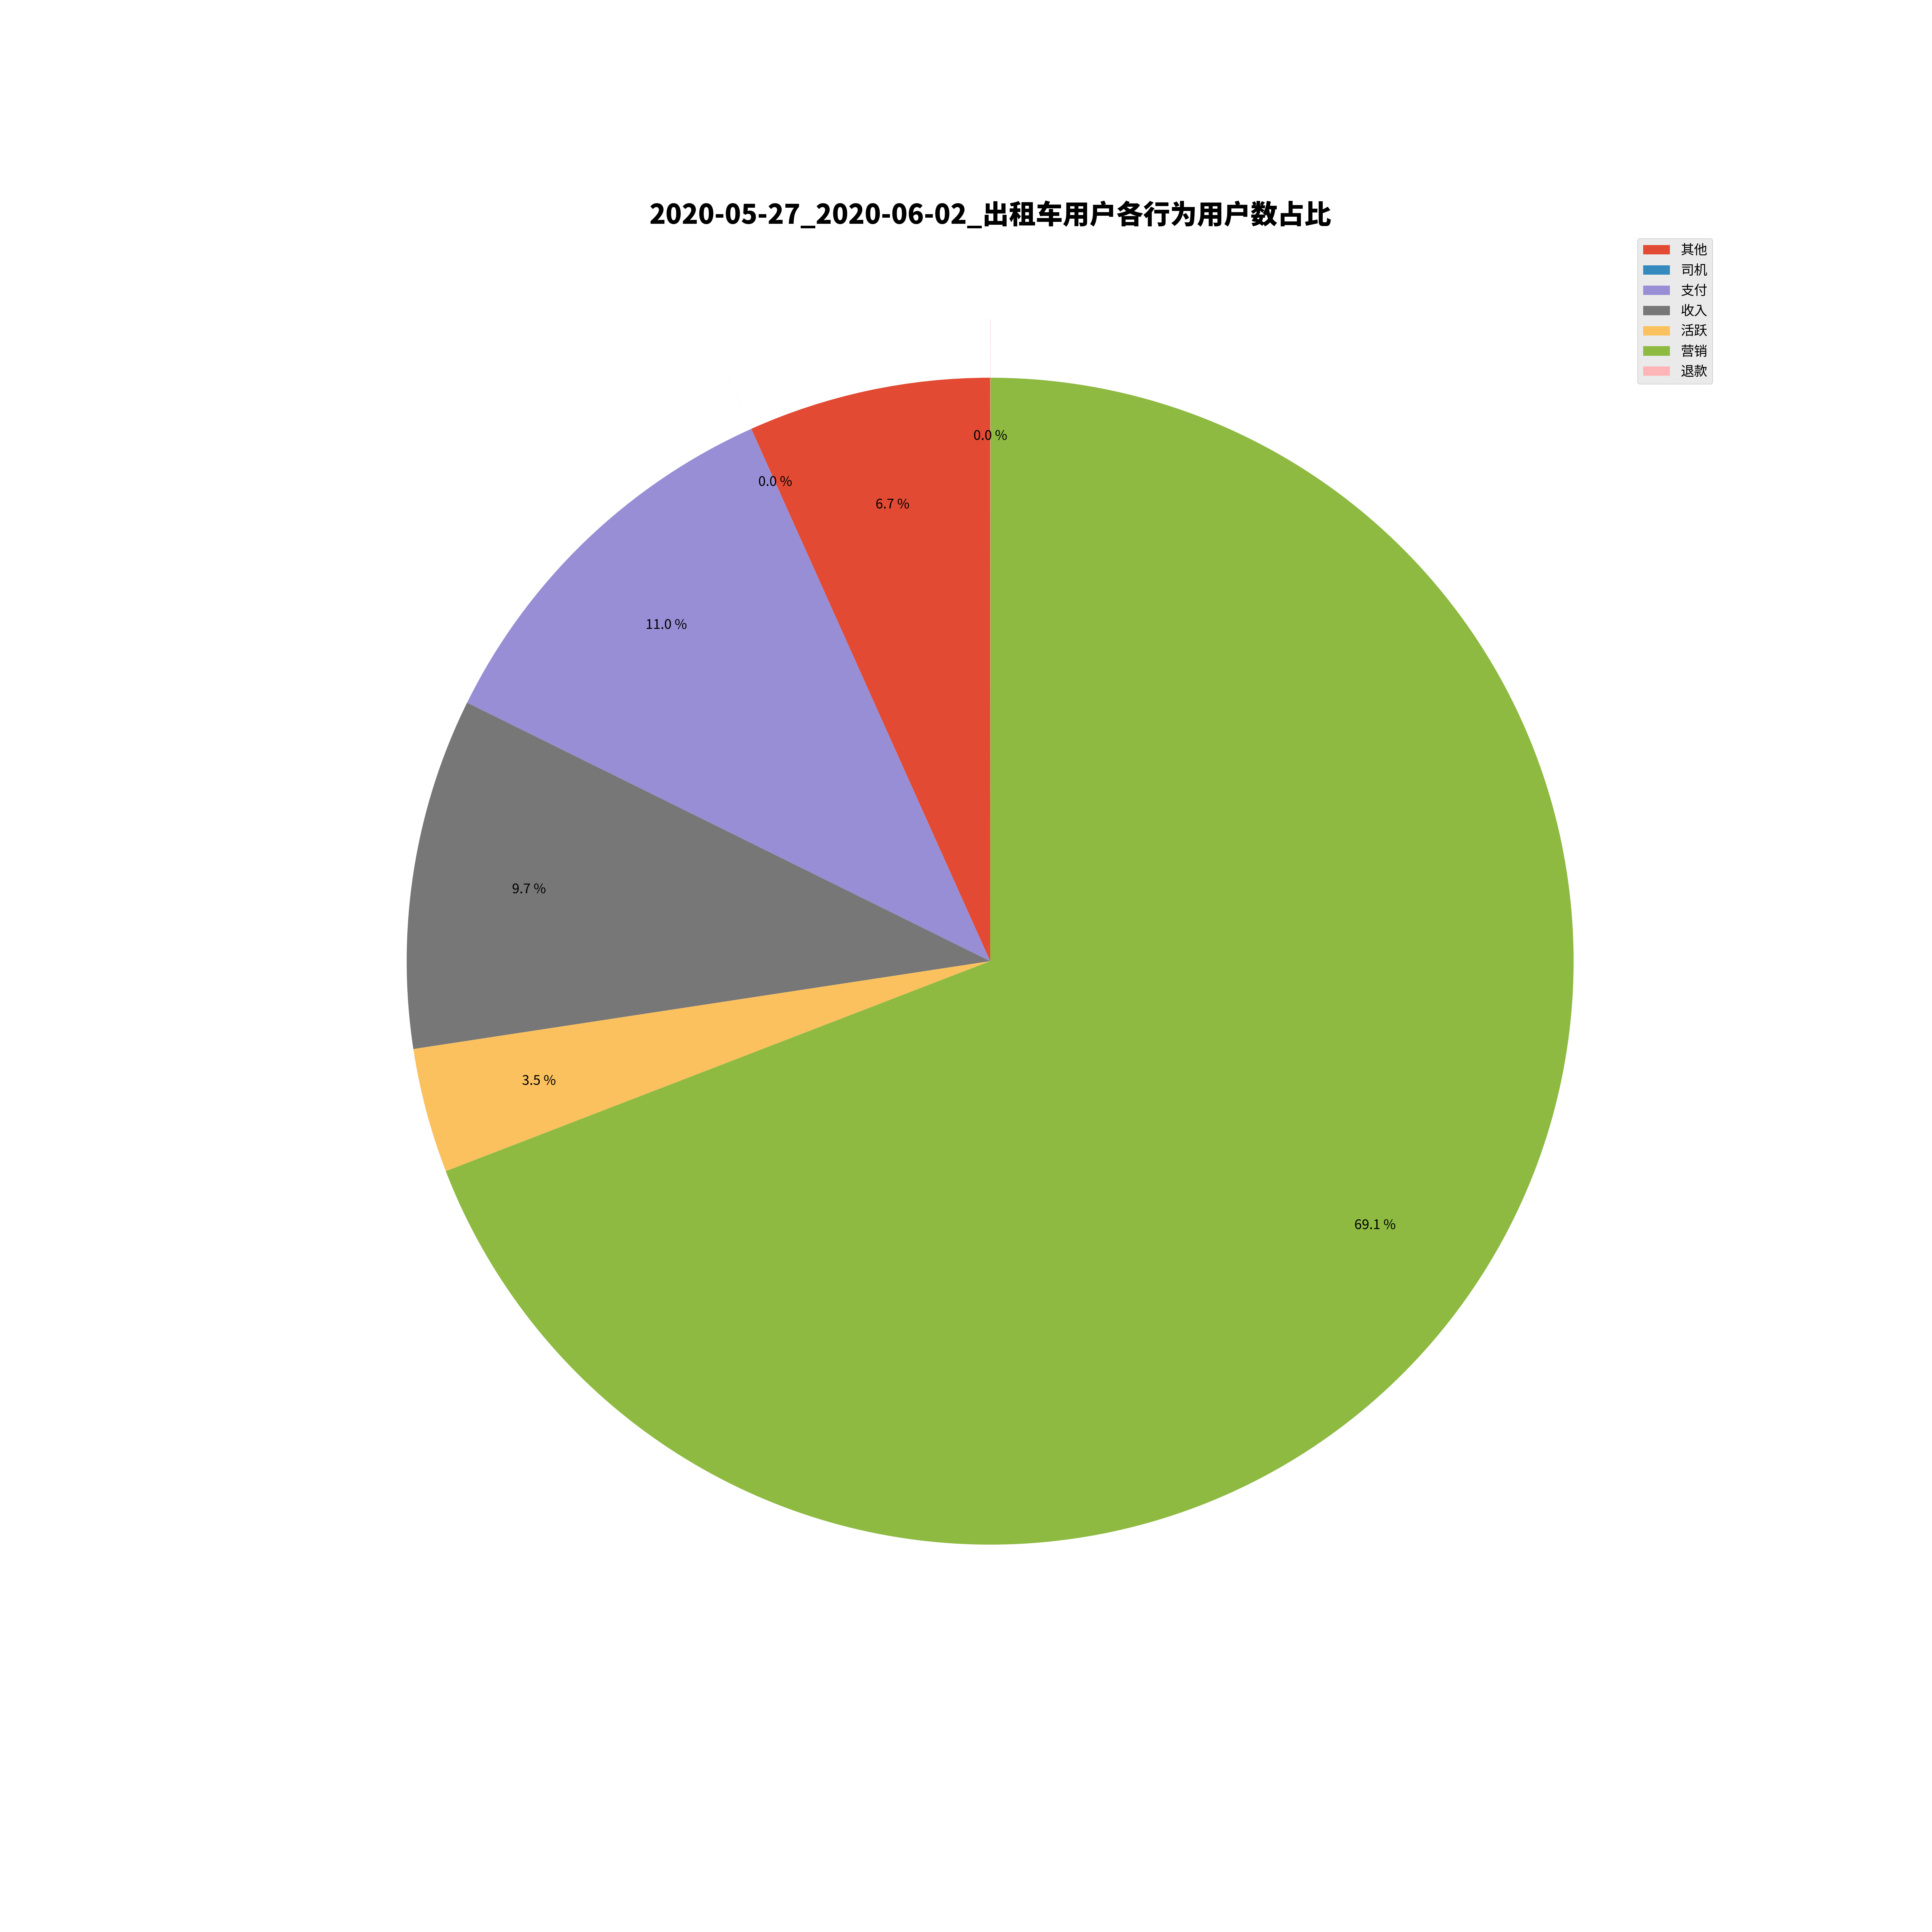 2020-05-27_2020-06-02_出租车用户各行为用户数占比
其他
司机
支付
收入
活跃
营销
退款
0.0 %
0.0 %
6.7 %
11.0 %
9.7 %
3.5 %
69.1 %